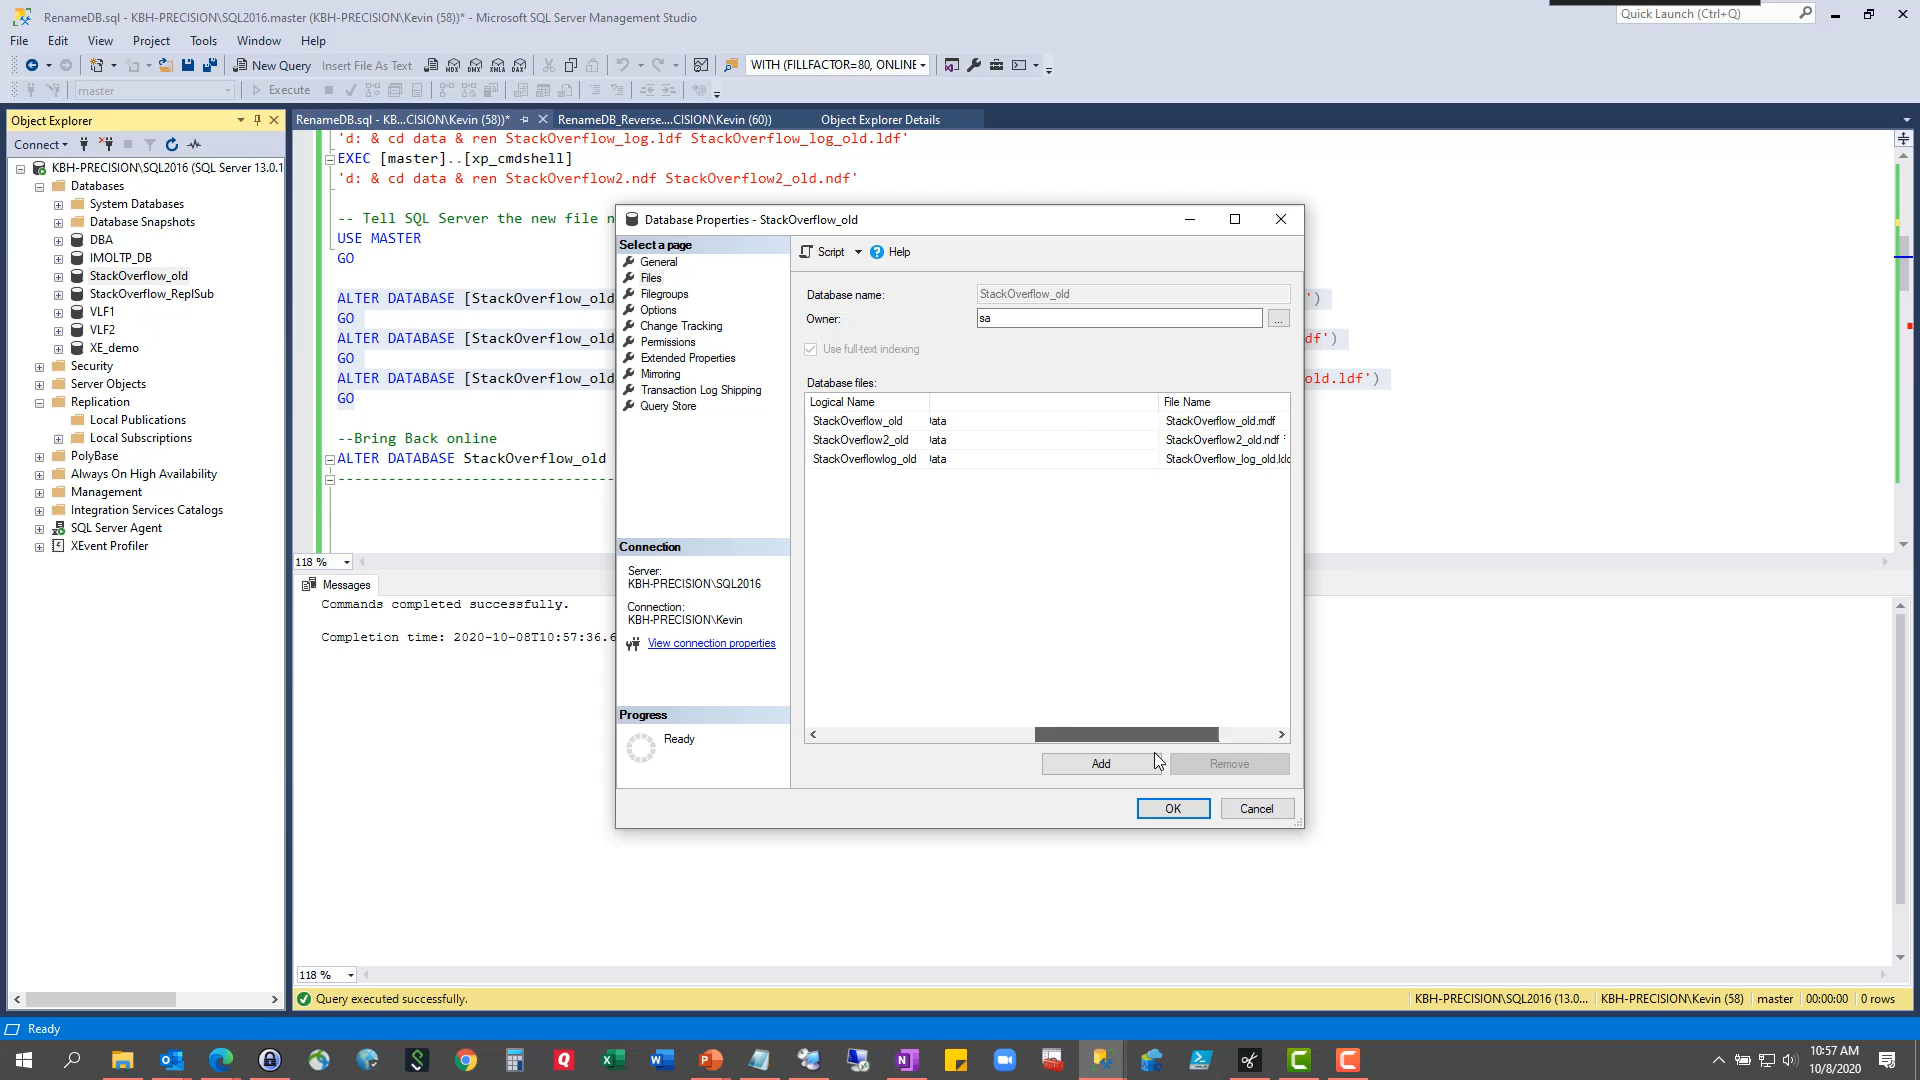 RenameDB.sql - KBH-PRECISION\SQL2016.master (KBH-PRECISION\Kevin (58))* - Microsoft SQL Server Management Studio
Quick Launch (Ctrl+Q)
File Edit View Project Tools Window Help
New Query Insert File As Text WITH (FILLFACTOR=80, ONLINE
master Execute
Object Explorer
RenameDB.sql - KB...CISION\Kevin (58))* RenameDB_Reverse....CISION\Kevin (60)) Object Explorer Details
Connect
KBH-PRECISION\SQL2016 (SQL Server 13.0.1
Databases
System Databases
Database Snapshots
DBA
IMOLTP_DB
StackOverflow_old
StackOverflow_ReplSub
VLF1
VLF2
XE_demo
Security
Server Objects
Replication
Local Publications
Local Subscriptions
PolyBase
Always On High Availability
Management
Integration Services Catalogs
SQL Server Agent
XEvent Profiler
'd: & cd data & ren StackOverflow_log.ldf StackOverflow_log_old.ldf'
EXEC [master]..[xp_cmdshell]
'd: & cd data & ren StackOverflow2.ndf StackOverflow2_old.ndf'
-- Tell SQL Server the new file n
USE MASTER
GO
ALTER DATABASE [StackOverflow_old ')
GO
ALTER DATABASE [StackOverflow_old df')
GO
ALTER DATABASE [StackOverflow_old old.ldf')
GO
--Bring Back online
ALTER DATABASE StackOverflow_old
118 %
Messages
Commands completed successfully.
Completion time: 2020-10-08T10:57:36.6
118 %
Database Properties - StackOverflow_old
Select a page
General
Files
Filegroups
Options
Change Tracking
Permissions
Extended Properties
Mirroring
Transaction Log Shipping
Query Store
Connection
Server:
KBH-PRECISION\SQL2016
Connection:
KBH-PRECISION\Kevin
View connection properties
Progress
Ready
Script Help
Database name: StackOverflow_old
Owner: sa ...
Use full-text indexing
Database files:
Logical Name File Name
StackOverflow_old ata StackOverflow_old.mdf
StackOverflow2_old ata StackOverflow2_old.ndf
StackOverflowlog_old ata StackOverflow_log_old.ld
Add Remove
OK Cancel
Query executed successfully. KBH-PRECISION\SQL2016 (13.0... KBH-PRECISION\Kevin (58) master 00:00:00 0 rows
Ready
10:57 AM
10/8/2020